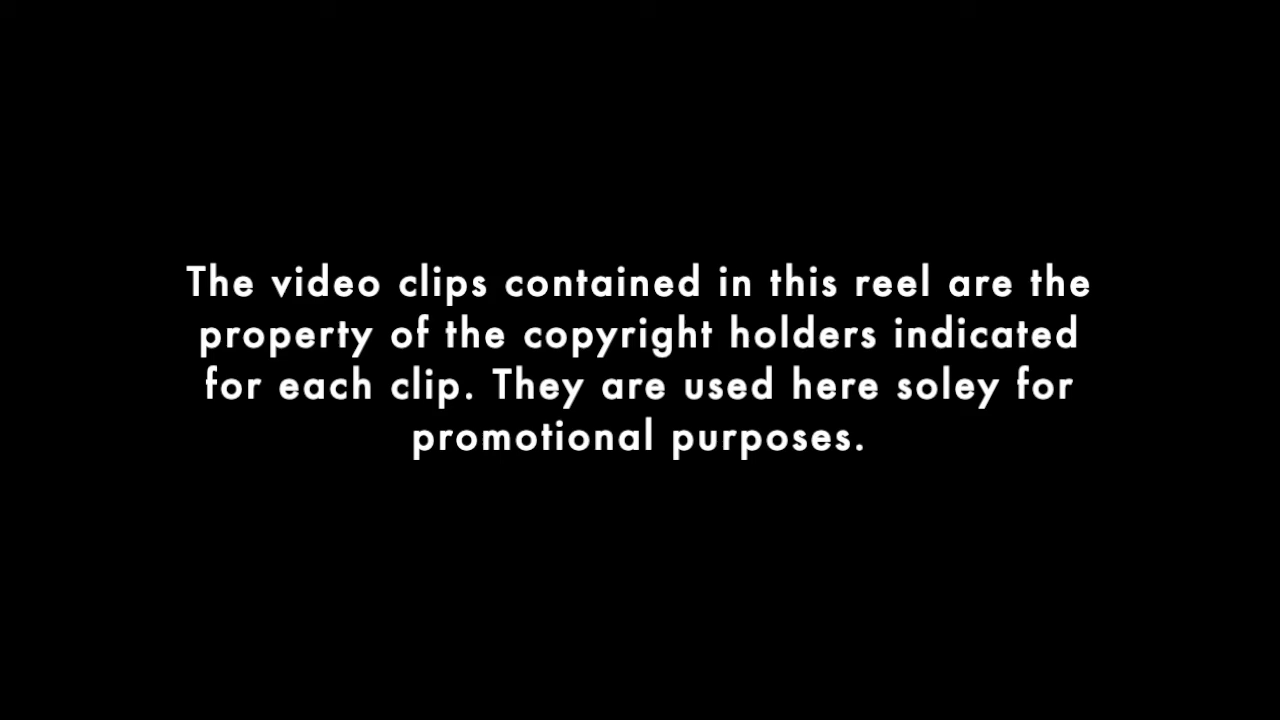 The video clips contained in this reel are the
property of the copyright holders indicated
for each clip. They are used here soley for
promotional purposes.